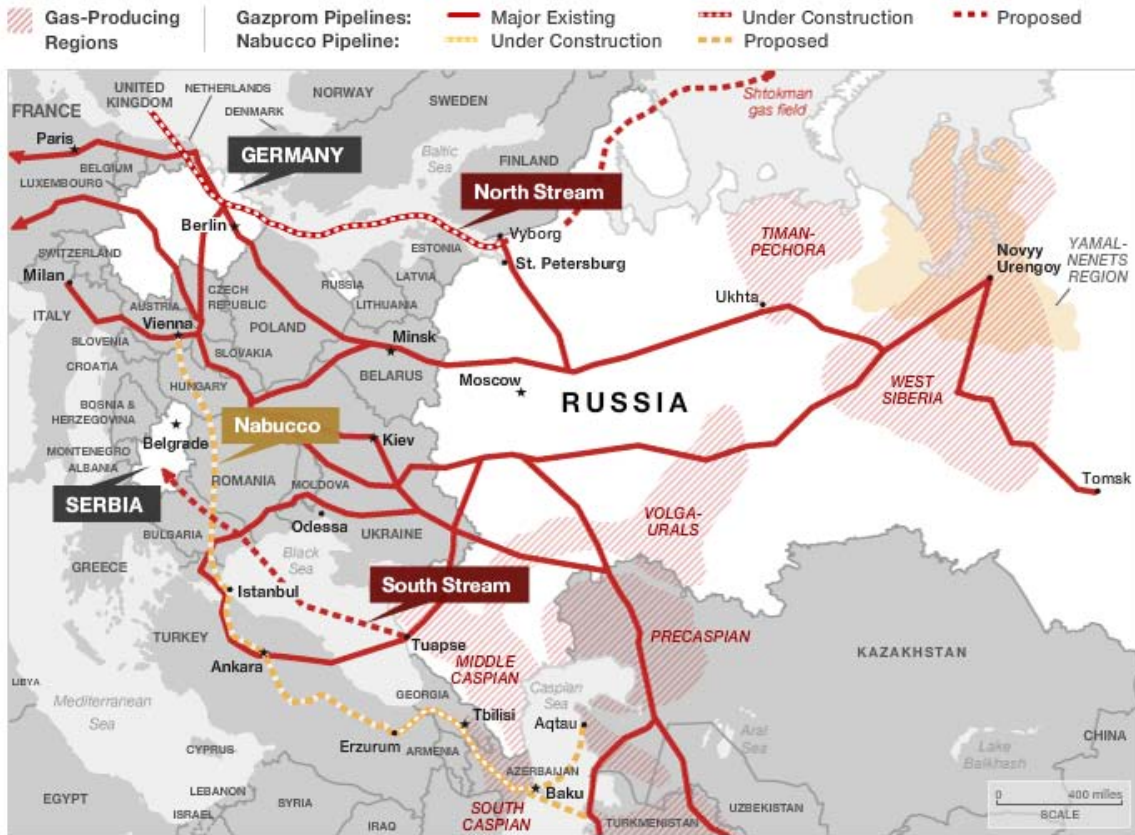 Gas-Producing
Regions
Gazprom Pipelines:
Major Existing
Under Construction
Proposed
Nabucco Pipeline:
Under Construction
Proposed
UNITED
KINGDOM
NETHERLANDS
NORWAY
SWEDEN
Shtokman
gas field
FRANCE
DENMARK
Paris
GERMANY
Baltic
Sea
FINLAND
BELGIUM
LUXEMBOURG
North Stream
Berlin
Vyborg
TIMAN-
PECHORA
ESTONIA
St. Petersburg
Novyy
Urengoy
YAMAL-
NENETS
REGION
SWITZERLAND
LATVIA
Milan
CZECH
REPUBLIC
RUSSIA
LITHUANIA
Ukhta
AUSTRIA
ITALY
Vienna
POLAND
Minsk
SLOVENIA
SLOVAKIA
BELARUS
Moscow
WEST
SIBERIA
CROATIA
HUNGARY
RUSSIA
BOSNIA &
HERZEGOVINA
Nabucco
Belgrade
Kiev
MONTENEGRO
ALBANIA
ROMANIA
MOLDOVA
Tomsk
SERBIA
Odessa
VOLGA-
URALS
BULGARIA
UKRAINE
GREECE
Black
Sea
Istanbul
South Stream
TURKEY
Tuapse
PRECASPIAN
Ankara
MIDDLE
CASPIAN
KAZAKHSTAN
LIBYA
GEORGIA
Caspian
Sea
Mediterranean
Sea
Tbilisi
Aqtau
Aral
Sea
CHINA
Erzurum
ARMENIA
Lake
Balkhash
CYPRUS
AZERBAIJAN
LEBANON
Baku
EGYPT
SYRIA
0
400 miles
SCALE
ISRAEL
IRAQ
SOUTH
CASPIAN
TURKMENISTAN
UZBEKISTAN